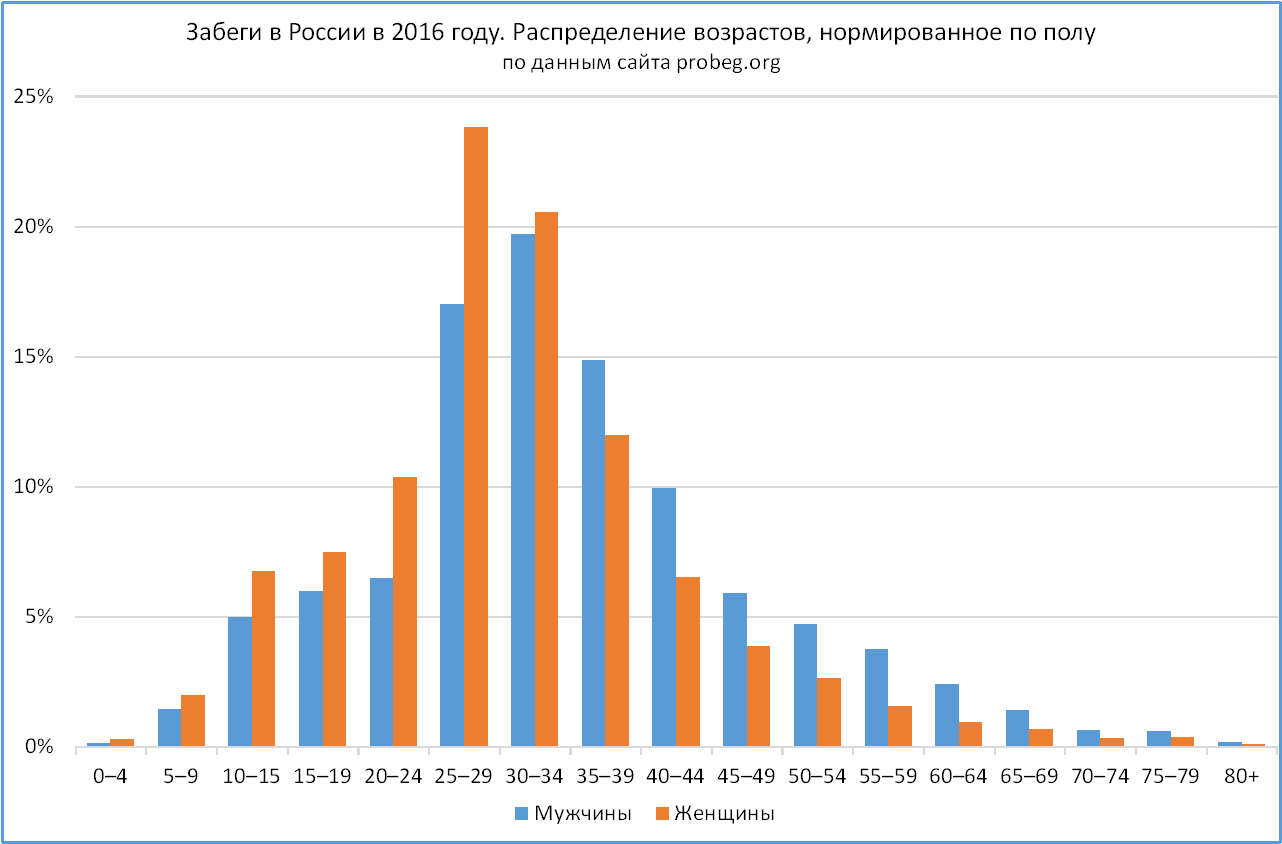 Забеги в России в 2016 году. Распределение возрастов, нормированное по полу
по данным сайта probeg.org
25%
20%
15%
10%
5%
0%
0–4 5–9 10–15 15–19 20–24 25–29 30–34 35–39 40–44 45–49 50–54 55–59 60–64 65–69 70–74 75–79 80+
Мужчины Женщины